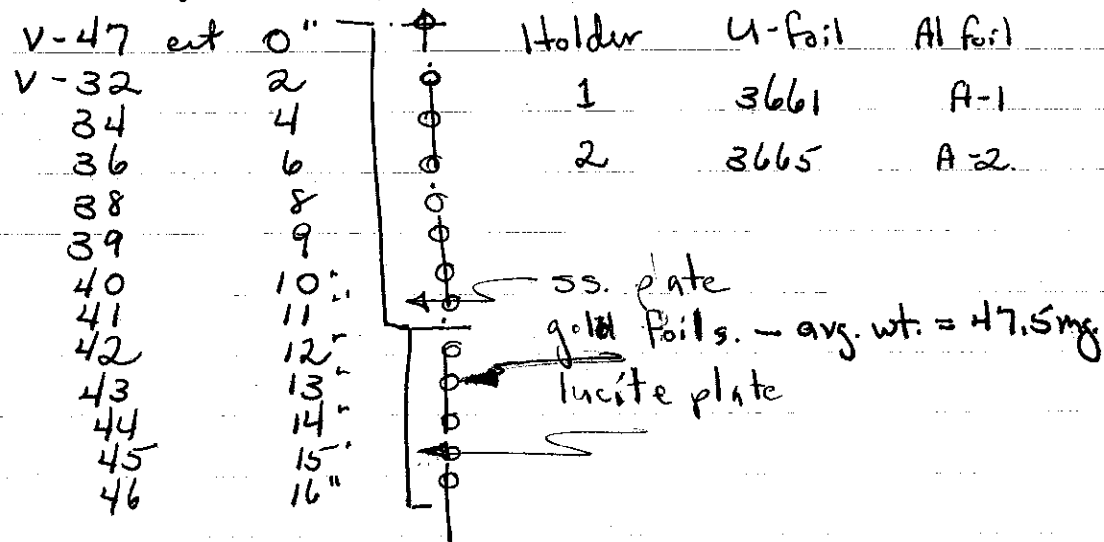 V-47 at 0" Holder U-foil Al foil
V-32 2 1 3661 A-1
34 4
36 6 2 3665 A=2.
38 8
39 9
40 10" ss. plate
41 11" gold foils. - avg. wt. = 47.5mg.
42 12"
43 13" lucite plate
44 14"
45 15"
46 16"